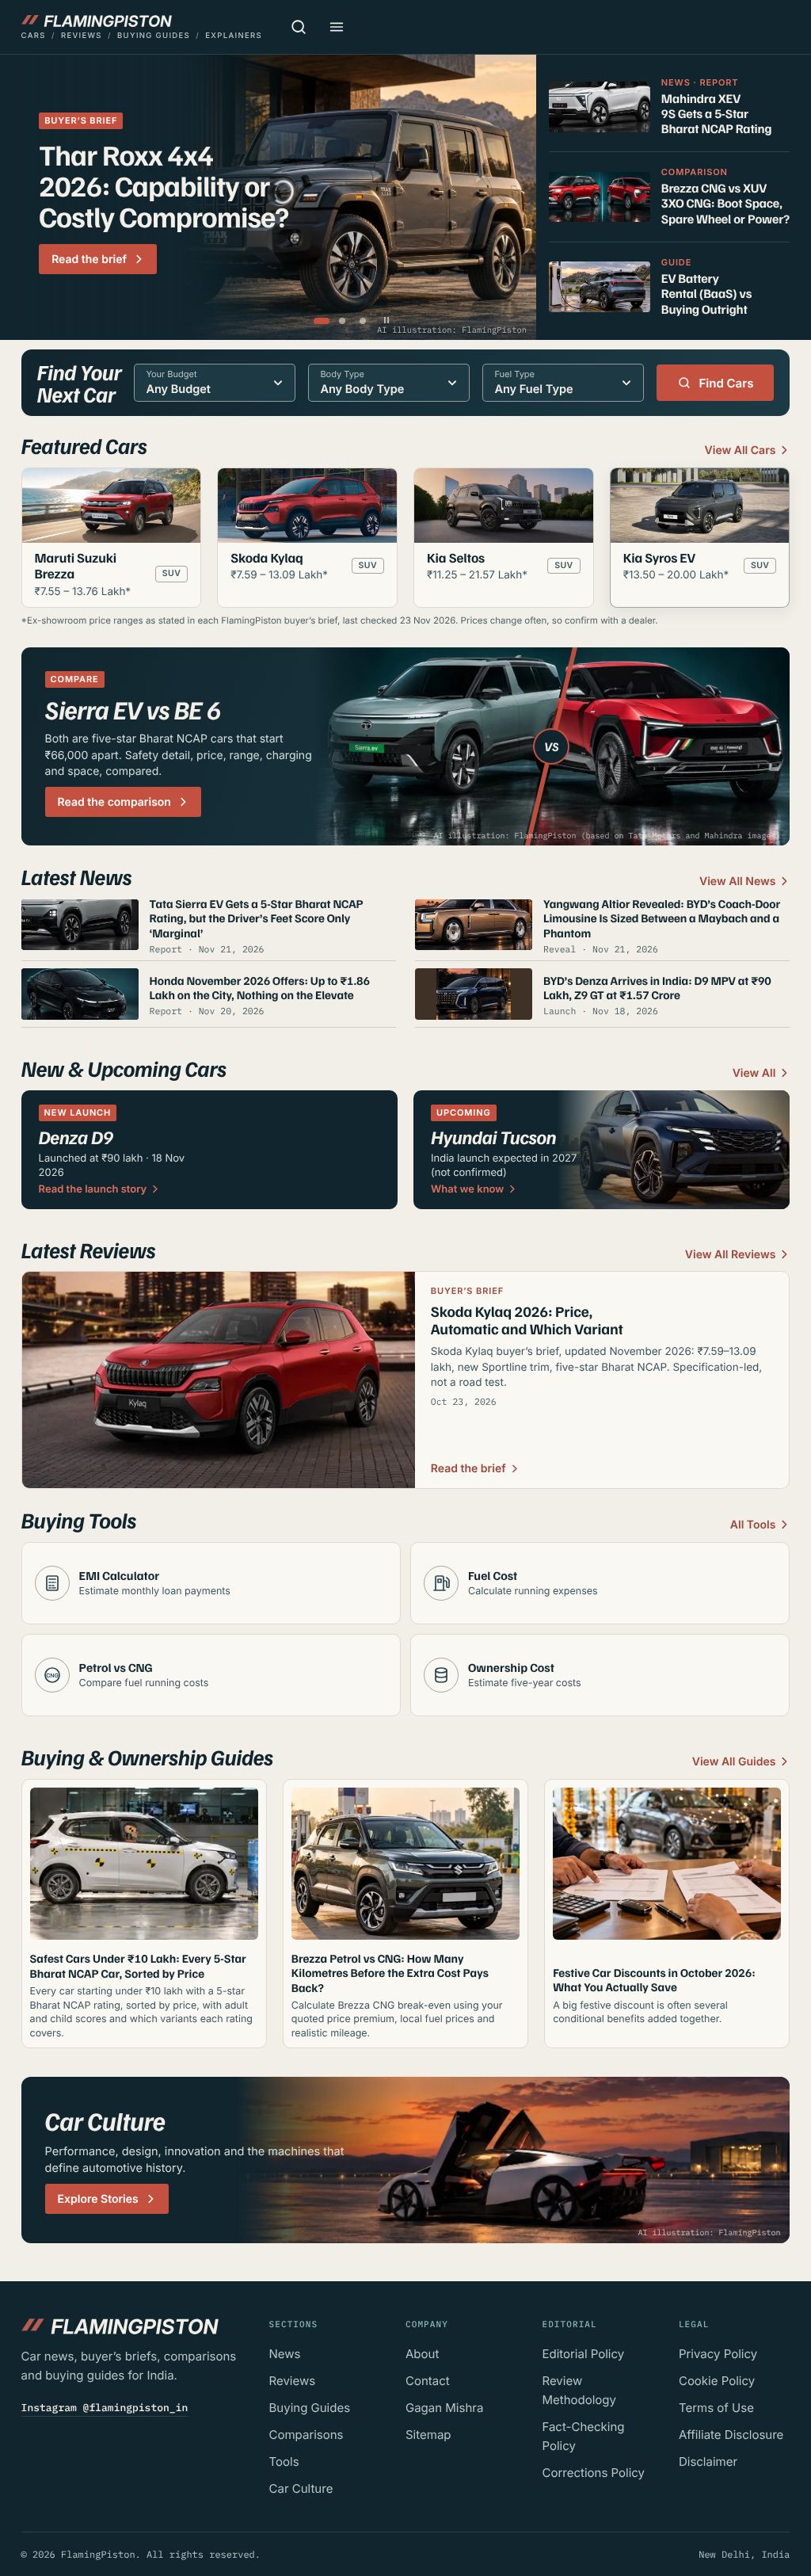 FLAMINGPISTON
CARS / REVIEWS / BUYING GUIDES / EXPLAINERS
BUYER'S BRIEF
Thar Roxx 4x4
2026: Capability or
Costly Compromise?
Read the brief
AI illustration: FlamingPiston
NEWS · REPORT
Mahindra XEV
9S Gets a 5-Star
Bharat NCAP Rating
COMPARISON
Brezza CNG vs XUV
3XO CNG: Boot Space,
Spare Wheel or Power?
GUIDE
EV Battery
Rental (BaaS) vs
Buying Outright
Find Your
Next Car
Your Budget
Any Budget
Body Type
Any Body Type
Fuel Type
Any Fuel Type
Find Cars
Featured Cars
View All Cars
Maruti Suzuki
Brezza
₹7.55 – 13.76 Lakh*
SUV
Skoda Kylaq
₹7.59 – 13.09 Lakh*
SUV
Kia Seltos
₹11.25 – 21.57 Lakh*
SUV
Kia Syros EV
₹13.50 – 20.00 Lakh*
SUV
*Ex-showroom price ranges as stated in each FlamingPiston buyer's brief, last checked 23 Nov 2026. Prices change often, so confirm with a dealer.
COMPARE
Sierra EV vs BE 6
Both are five-star Bharat NCAP cars that start
₹66,000 apart. Safety detail, price, range, charging
and space, compared.
Read the comparison
Sierra.ev
VS
AI illustration: FlamingPiston (based on Tata Motors and Mahindra images)
Latest News
View All News
Tata Sierra EV Gets a 5-Star Bharat NCAP
Rating, but the Driver's Feet Score Only
'Marginal'
Report · Nov 21, 2026
Yangwang Altior Revealed: BYD's Coach-Door
Limousine Is Sized Between a Maybach and a
Phantom
Reveal · Nov 21, 2026
Honda November 2026 Offers: Up to ₹1.86
Lakh on the City, Nothing on the Elevate
Report · Nov 20, 2026
BYD's Denza Arrives in India: D9 MPV at ₹90
Lakh, Z9 GT at ₹1.57 Crore
Launch · Nov 18, 2026
New & Upcoming Cars
View All
NEW LAUNCH
Denza D9
Launched at ₹90 lakh · 18 Nov
2026
Read the launch story
UPCOMING
Hyundai Tucson
India launch expected in 2027
(not confirmed)
What we know
Latest Reviews
View All Reviews
Kylaq
BUYER'S BRIEF
Skoda Kylaq 2026: Price,
Automatic and Which Variant
Skoda Kylaq buyer's brief, updated November 2026: ₹7.59–13.09
lakh, new Sportline trim, five-star Bharat NCAP. Specification-led,
not a road test.
Oct 23, 2026
Read the brief
Buying Tools
All Tools
EMI Calculator
Estimate monthly loan payments
Fuel Cost
Calculate running expenses
CNG
Petrol vs CNG
Compare fuel running costs
Ownership Cost
Estimate five-year costs
Buying & Ownership Guides
View All Guides
Safest Cars Under ₹10 Lakh: Every 5-Star
Bharat NCAP Car, Sorted by Price
Every car starting under ₹10 lakh with a 5-star
Bharat NCAP rating, sorted by price, with adult
and child scores and which variants each rating
covers.
Brezza Petrol vs CNG: How Many
Kilometres Before the Extra Cost Pays
Back?
Calculate Brezza CNG break-even using your
quoted price premium, local fuel prices and
realistic mileage.
Festive Car Discounts in October 2026:
What You Actually Save
A big festive discount is often several
conditional benefits added together.
Car Culture
Performance, design, innovation and the machines that
define automotive history.
Explore Stories
AI illustration: FlamingPiston
FLAMINGPISTON
Car news, buyer's briefs, comparisons
and buying guides for India.
Instagram @flamingpiston_in
SECTIONS
News
Reviews
Buying Guides
Comparisons
Tools
Car Culture
COMPANY
About
Contact
Gagan Mishra
Sitemap
EDITORIAL
Editorial Policy
Review
Methodology
Fact-Checking
Policy
Corrections Policy
LEGAL
Privacy Policy
Cookie Policy
Terms of Use
Affiliate Disclosure
Disclaimer
© 2026 FlamingPiston. All rights reserved.
New Delhi, India